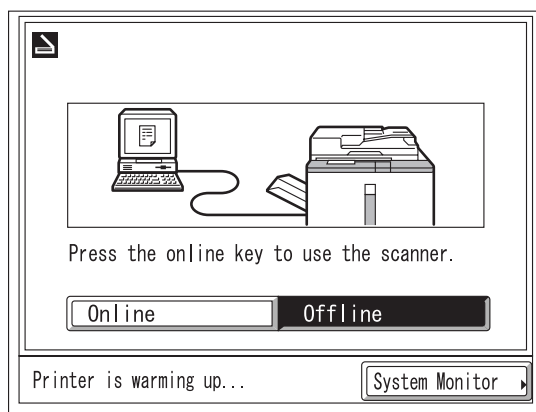 Press the online key to use the scanner.
Online Offline
Printer is warming up... System Monitor